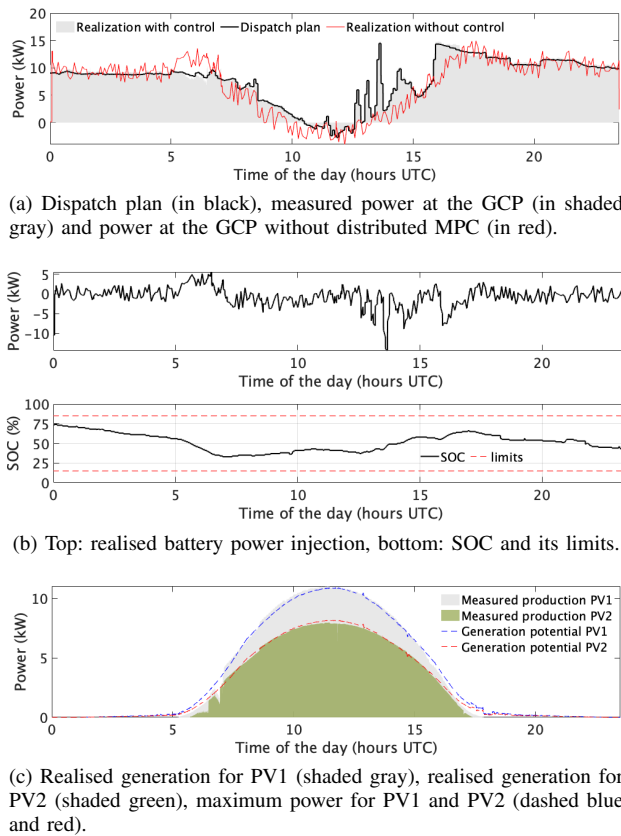 20
15
10
5
0
Power (kW)
Realization with control
Dispatch plan
Realization without control
0 5 10 15 20
Time of the day (hours UTC)
(a) Dispatch plan (in black), measured power at the GCP (in shaded
gray) and power at the GCP without distributed MPC (in red).
5
0
-5
-10
Power (kW)
0 5 10 15 20
Time of the day (hours UTC)
100
75
50
25
0
SOC (%)
SOC
limits
0 5 10 15 20
Time of the day (hours UTC)
(b) Top: realised battery power injection, bottom: SOC and its limits.
10
5
0
Power (kW)
Measured production PV1
Measured production PV2
Generation potential PV1
Generation potential PV2
0 5 10 15 20
Time of the day (hours UTC)
(c) Realised generation for PV1 (shaded gray), realised generation for
PV2 (shaded green), maximum power for PV1 and PV2 (dashed blue
and red).